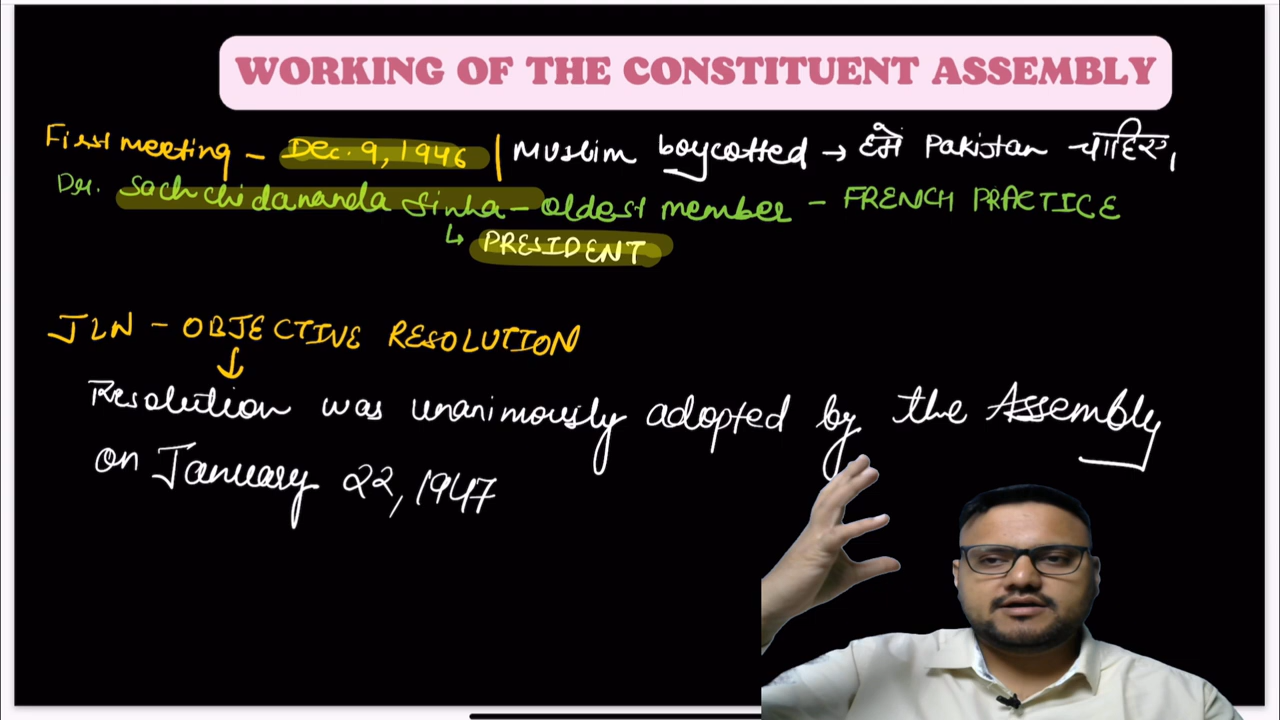 WORKING OF THE CONSTITUENT ASSEMBLY
First meeting - Dec. 9, 1946 | Muslim boycotted → हमे Pakistan चाहिए,
Dr. Sachchidananda Sinha - oldest member - FRENCH PRACTICE
↳ PRESIDENT
JLN - OBJECTIVE RESOLUTION
↓
Resolution was unanimously adopted by the Assembly
on January 22, 1947